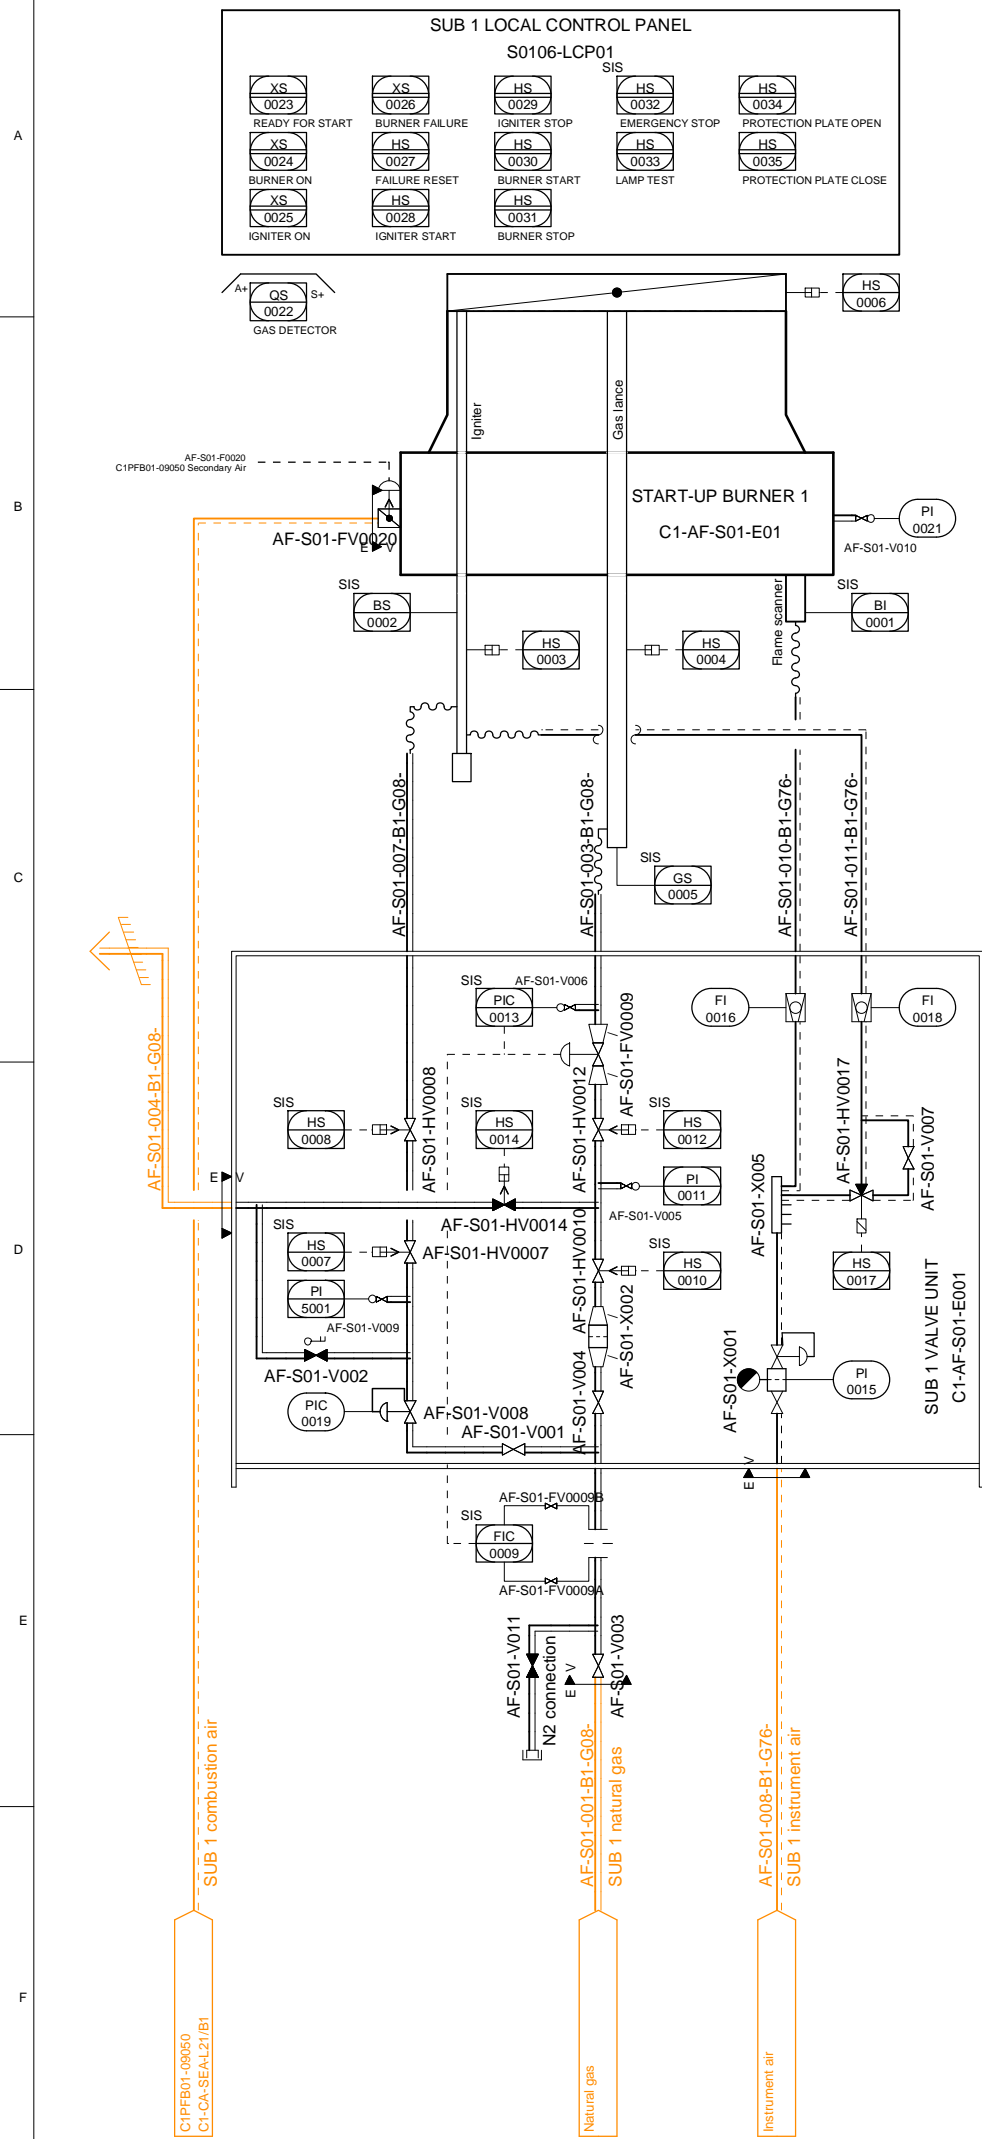 SUB 1 LOCAL CONTROL PANEL
S0106-LCP01
SIS
XS 0023
READY FOR START
XS 0026
BURNER FAILURE
HS 0029
IGNITER STOP
HS 0032
EMERGENCY STOP
HS 0034
PROTECTION PLATE OPEN
XS 0024
BURNER ON
HS 0027
FAILURE RESET
HS 0030
BURNER START
HS 0033
LAMP TEST
HS 0035
PROTECTION PLATE CLOSE
XS 0025
IGNITER ON
HS 0028
IGNITER START
HS 0031
BURNER STOP
A
A+
QS 0022
S+
GAS DETECTOR
HS 0006
Igniter
Gas lance
AF-S01-F0020
C1PFB01-09050 Secondary Air
B
START-UP BURNER 1
C1-AF-S01-E01
PI 0021
AF-S01-V010
AF-S01-FV0020
E V
SIS
BS 0002
Flame scanner
SIS
BI 0001
HS 0003
HS 0004
AF-S01-007-B1-G08-
AF-S01-003-B1-G08-
AF-S01-010-B1-G76-
AF-S01-011-B1-G76-
C
SIS
GS 0005
AF-S01-004-B1-G08-
SIS
PIC 0013
AF-S01-V006
AF-S01-FV0009
FI 0016
FI 0018
SIS
HS 0008
AF-S01-HV0008
SIS
HS 0014
AF-S01-HV0012
SIS
HS 0012
AF-S01-HV0017
AF-S01-V007
AF-S01-X005
E V
PI 0011
AF-S01-V005
AF-S01-HV0014
D
SIS
HS 0007
AF-S01-HV0007
AF-S01-HV0010
SIS
HS 0010
HS 0017
PI 5001
AF-S01-V009
AF-S01-X002
AF-S01-V002
AF-S01-V004
AF-S01-X001
PI 0015
SUB 1 VALVE UNIT
C1-AF-S01-E001
PIC 0019
AF-S01-V008
AF-S01-V001
E V
AF-S01-FV0009B
SIS
FIC 0009
AF-S01-FV0009A
E
AF-S01-V011
N2 connection
AF-S01-V003
E V
SUB 1 combustion air
AF-S01-001-B1-G08-
SUB 1 natural gas
AF-S01-008-B1-G76-
SUB 1 instrument air
F
C1PFB01-09050
C1-CA-SEA-L21/B1
Natural gas
Instrument air